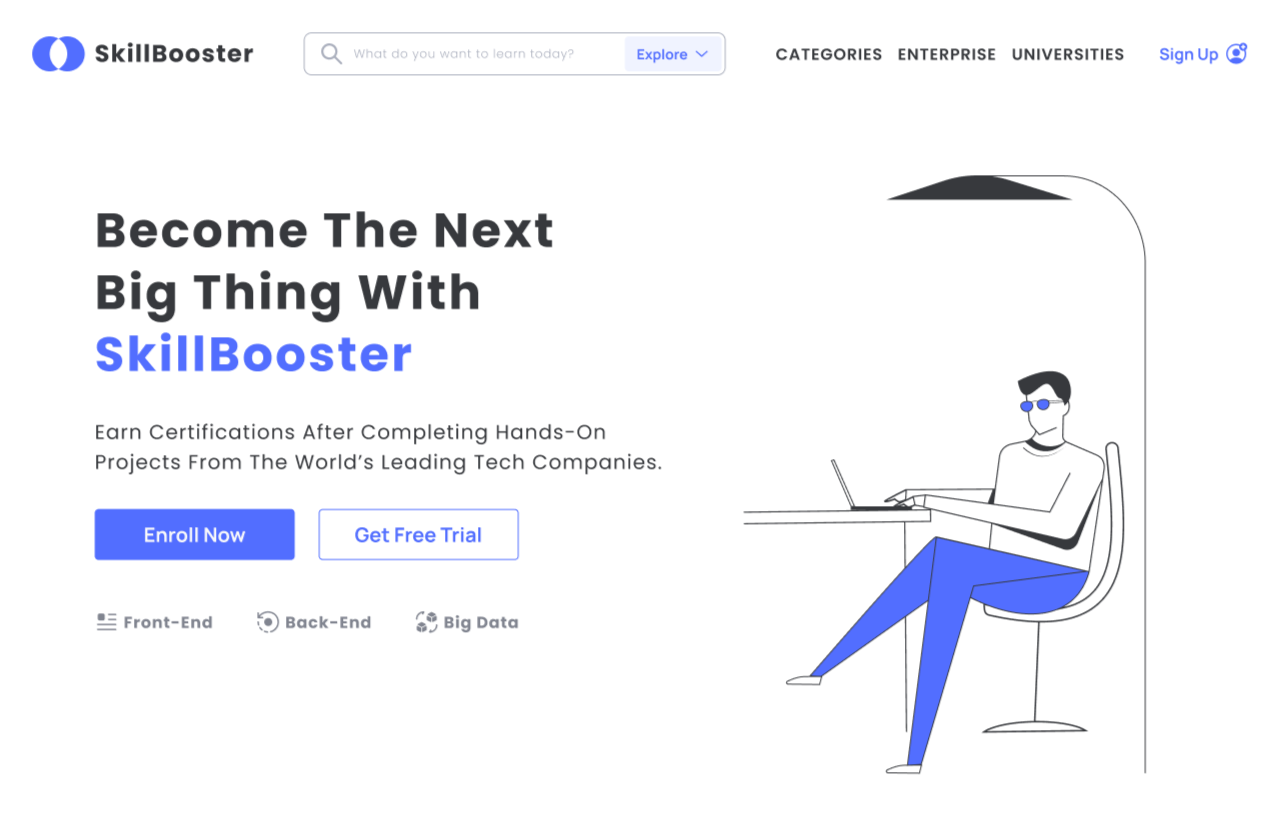 SkillBooster
What do you want to learn today?
Explore
CATEGORIES ENTERPRISE UNIVERSITIES
Sign Up
Become The Next
Big Thing With
SkillBooster
Earn Certifications After Completing Hands-On
Projects From The World’s Leading Tech Companies.
Enroll Now
Get Free Trial
Front-End
Back-End
Big Data